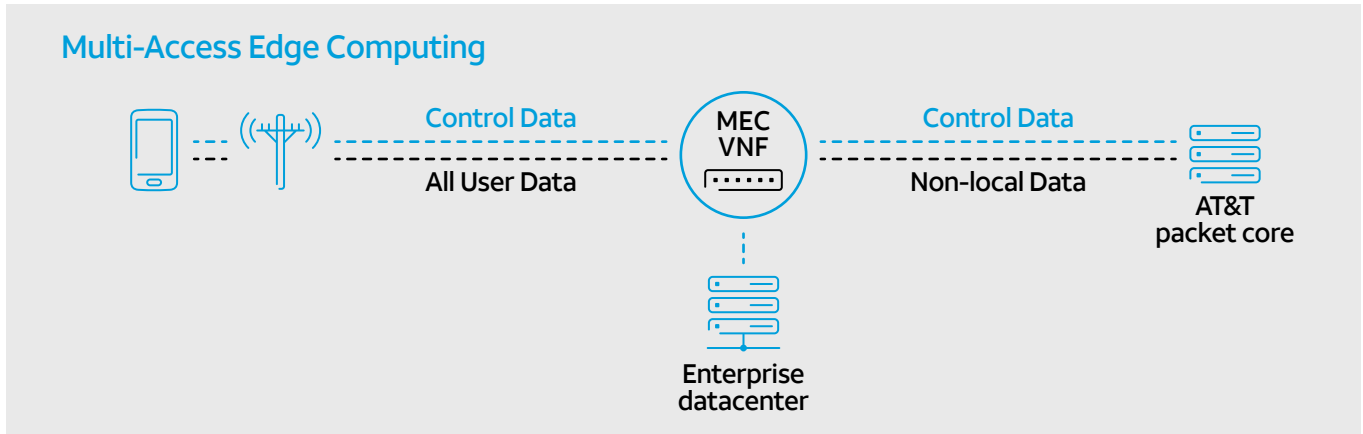 Multi-Access Edge Computing
Control Data
All User Data
MEC
VNF
Control Data
Non-local Data
AT&T
packet core
Enterprise
datacenter